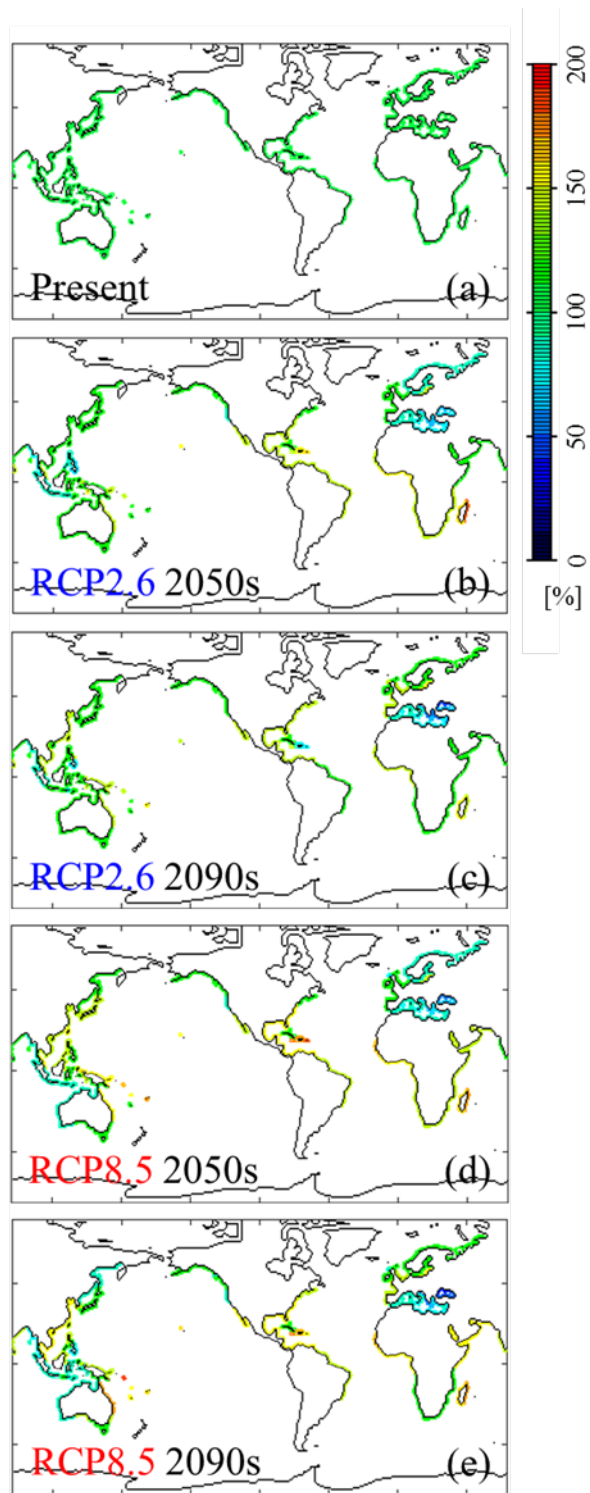 Present (a)
200
150
100
50
0
[%]
RCP2.6 2050s (b)
RCP2.6 2090s (c)
RCP8.5 2050s (d)
RCP8.5 2090s (e)